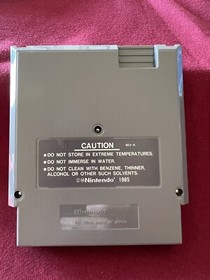 CAUTION
REV-A
•DO NOT STORE IN EXTREME TEMPERATURES.
•DO NOT IMMERSE IN WATER.
•DO NOT CLEAN WITH BENZENE, THINNER,
ALCOHOL OR OTHER SUCH SOLVENTS.
©Nintendo 1985